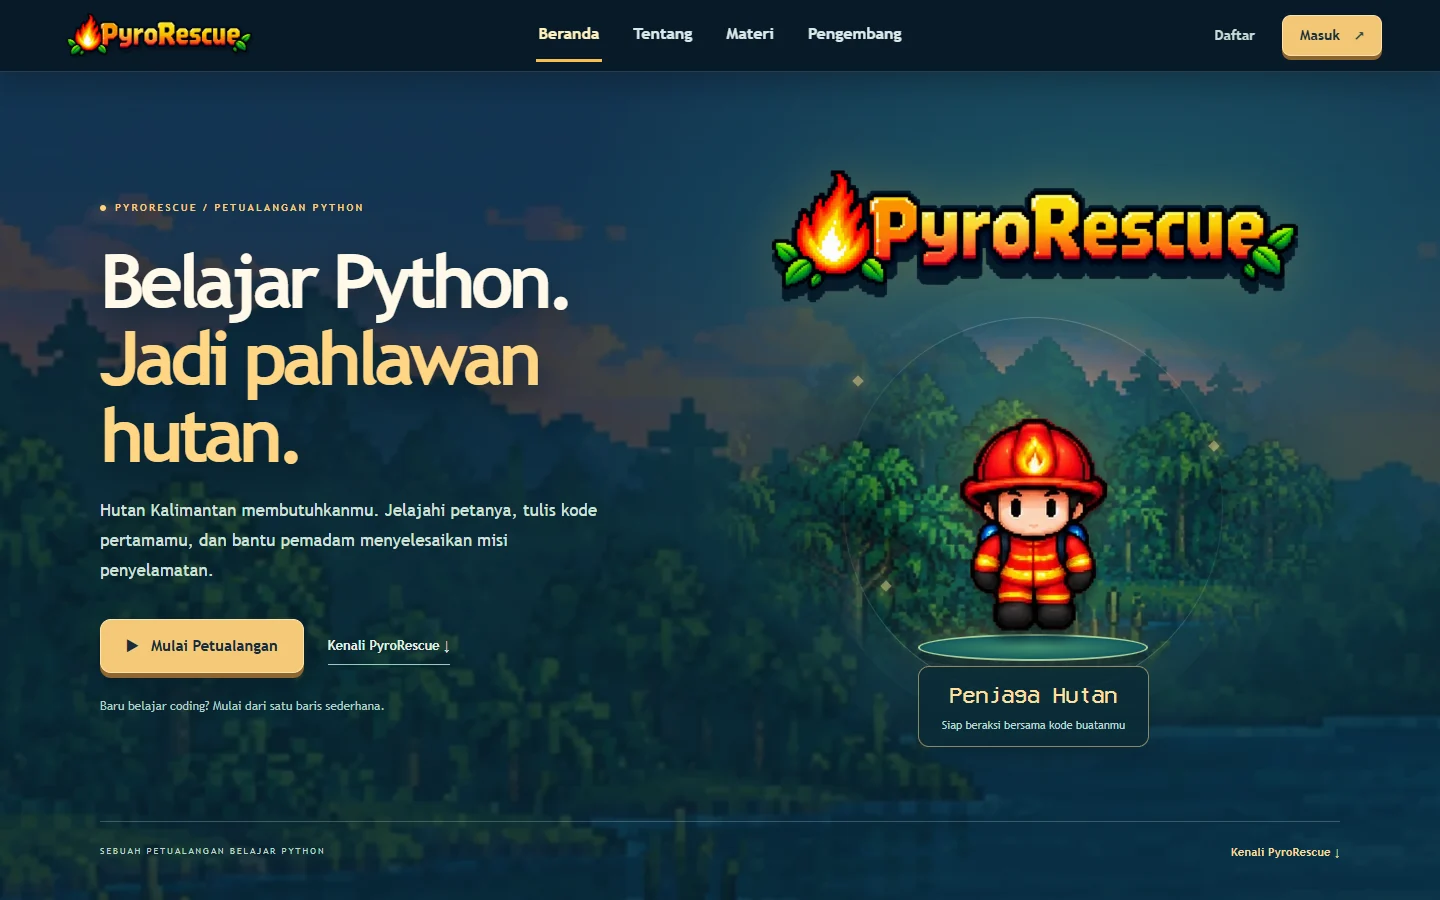 PyroRescue
Beranda
Tentang
Materi
Pengembang
Daftar
Masuk ↗
PYRORESCUE / PETUALANGAN PYTHON
Belajar Python.
Jadi pahlawan
hutan.
Hutan Kalimantan membutuhkanmu. Jelajahi petanya, tulis kode
pertamamu, dan bantu pemadam menyelesaikan misi
penyelamatan.
▶ Mulai Petualangan
Kenali PyroRescue ↓
Baru belajar coding? Mulai dari satu baris sederhana.
PyroRescue
Penjaga Hutan
Siap beraksi bersama kode buatanmu
SEBUAH PETUALANGAN BELAJAR PYTHON
Kenali PyroRescue ↓